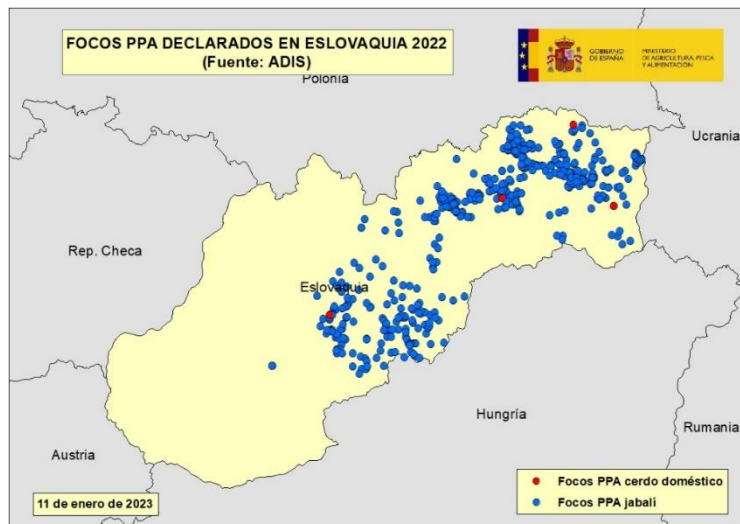 FOCOS PPA DECLARADOS EN ESLOVAQUIA 2022
(Fuente: ADIS)
GOBIERNO
DE ESPAÑA
MINISTERIO
DE AGRICULTURA, PESCA
Y ALIMENTACIÓN
Polonia
Ucrania
Rep. Checa
Eslovaquia
Hungría
Rumania
Austria
Focos PPA cerdo doméstico
Focos PPA jabalí
11 de enero de 2023